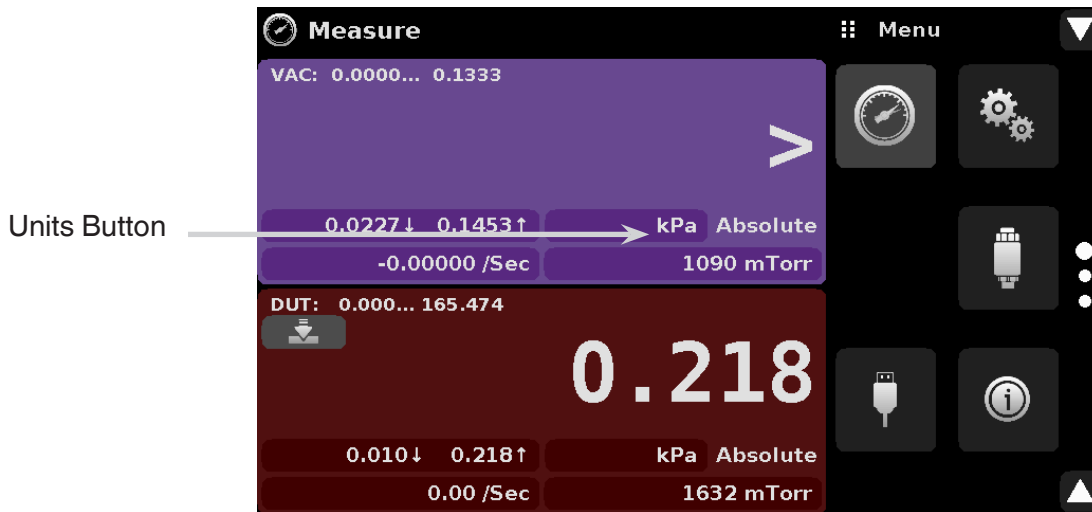 Measure
Menu
VAC: 0.0000... 0.1333
>
Units Button
0.0227↓ 0.1453↑
kPa Absolute
-0.00000 /Sec
1090 mTorr
DUT: 0.000... 165.474
0.218
0.010↓ 0.218↑
kPa Absolute
0.00 /Sec
1632 mTorr